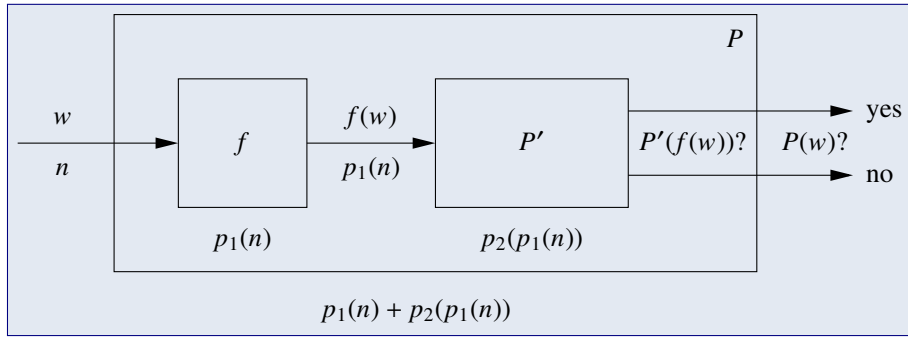 P
w
n
f
f(w)
p₁(n)
P′
P′(f(w))?
P(w)?
yes
no
p₁(n)
p₂(p₁(n))
p₁(n) + p₂(p₁(n))